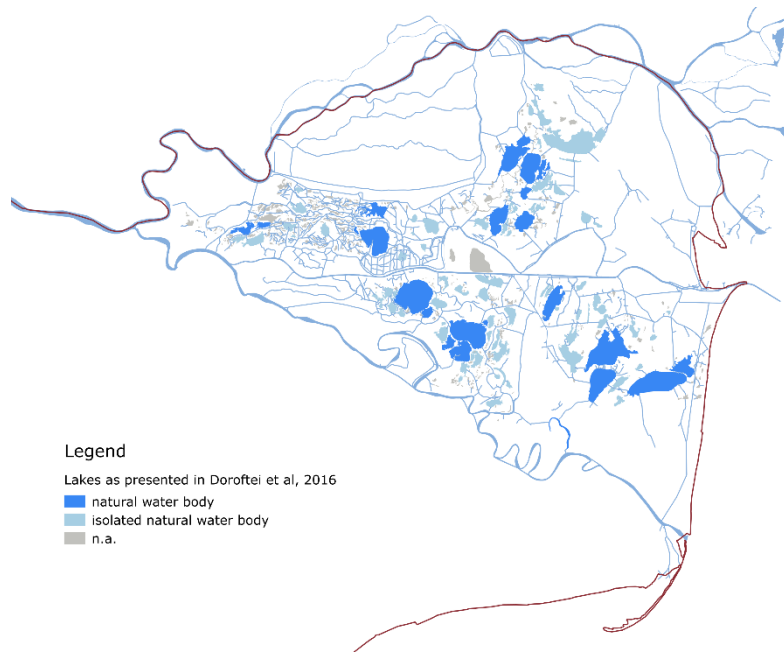 Legend
Lakes as presented in Doroftei et al, 2016
natural water body
isolated natural water body
n.a.